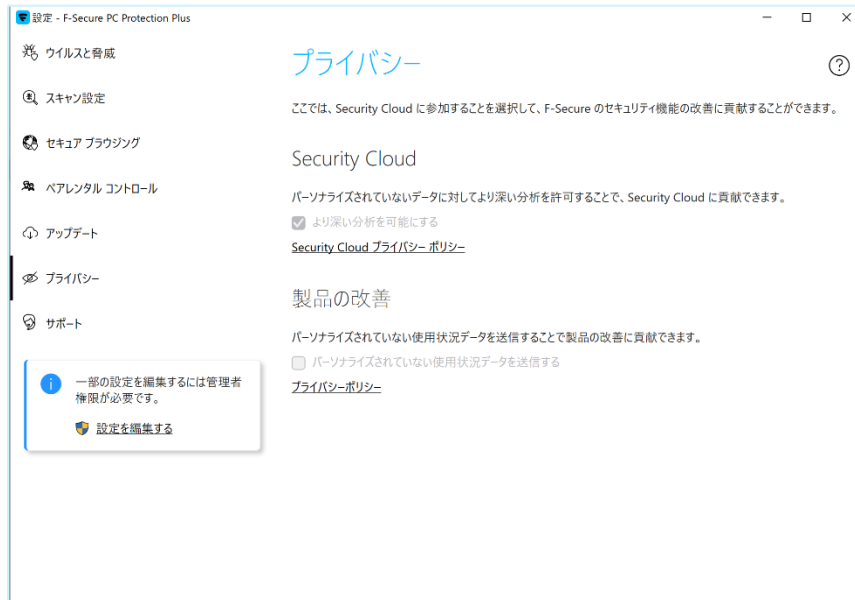 設定 - F-Secure PC Protection Plus
ウイルスと脅威
スキャン設定
セキュア ブラウジング
ペアレンタル コントロール
アップデート
プライバシー
サポート
一部の設定を編集するには管理者
権限が必要です。
設定を編集する
プライバシー
ここでは、Security Cloud に参加することを選択して、F-Secure のセキュリティ機能の改善に貢献することができます。
Security Cloud
パーソナライズされていないデータに対してより深い分析を許可することで、Security Cloud に貢献できます。
より深い分析を可能にする
Security Cloud プライバシー ポリシー
製品の改善
パーソナライズされていない使用状況データを送信することで製品の改善に貢献できます。
パーソナライズされていない使用状況データを送信する
プライバシーポリシー